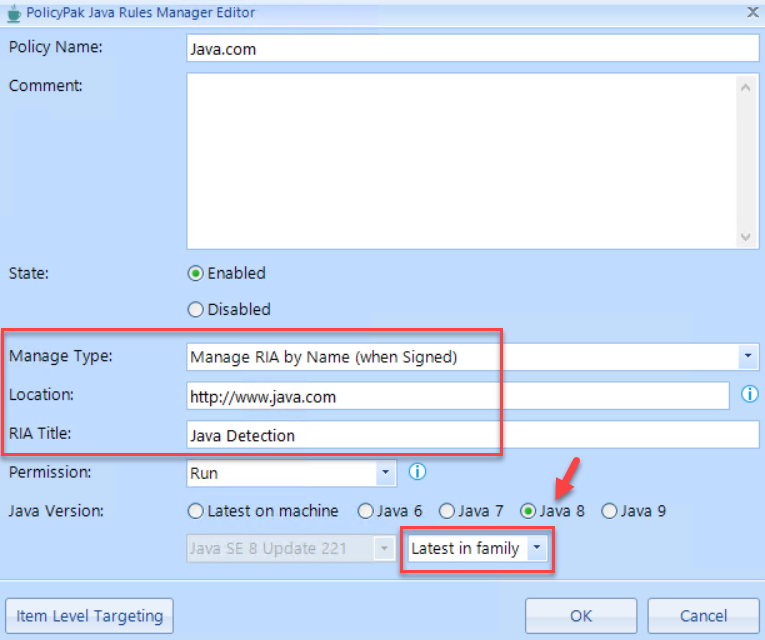 PolicyPak Java Rules Manager Editor
Policy Name: Java.com
Comment:
State: Enabled
Disabled
Manage Type: Manage RIA by Name (when Signed)
Location: http://www.java.com
RIA Title: Java Detection
Permission: Run
Java Version: Latest on machine Java 6 Java 7 Java 8 Java 9
Java SE 8 Update 221 Latest in family
Item Level Targeting OK Cancel